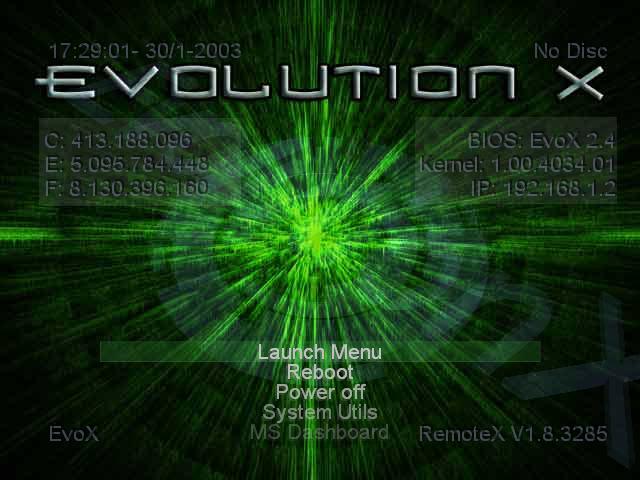 17:29:01- 30/1-2003 No Disc
EVOLUTION X
C: 413.188.096 BIOS: EvoX 2.4
E: 5.095.784.448 Kernel: 1.00.4034.01
F: 8.130.396.160 IP: 192.168.1.2
Launch Menu
Reboot
Power off
System Utils
MS Dashboard
EvoX RemoteX V1.8.3285